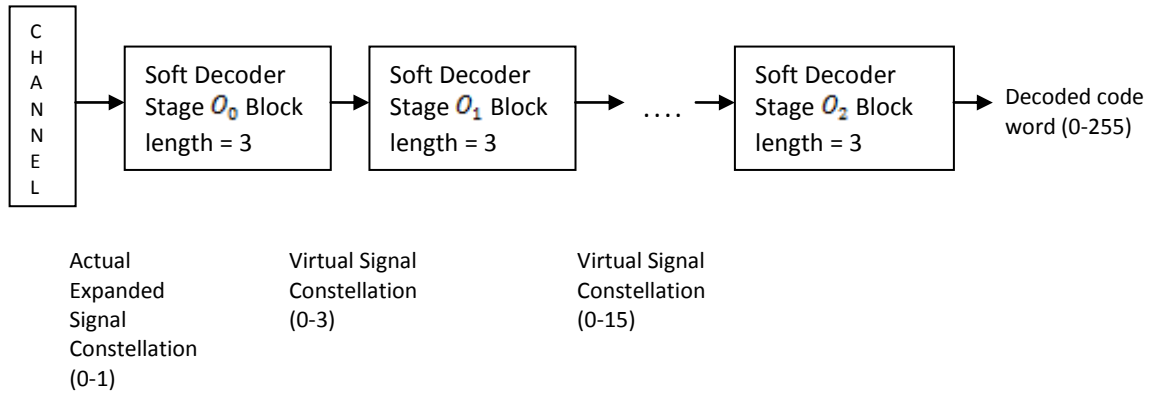 C
H
A
N
N
E
L
Soft Decoder
Stage O₀ Block
length = 3
Soft Decoder
Stage O₁ Block
length = 3
....
Soft Decoder
Stage O₂ Block
length = 3
Decoded code
word (0-255)
Actual
Expanded
Signal
Constellation
(0-1)
Virtual Signal
Constellation
(0-3)
Virtual Signal
Constellation
(0-15)